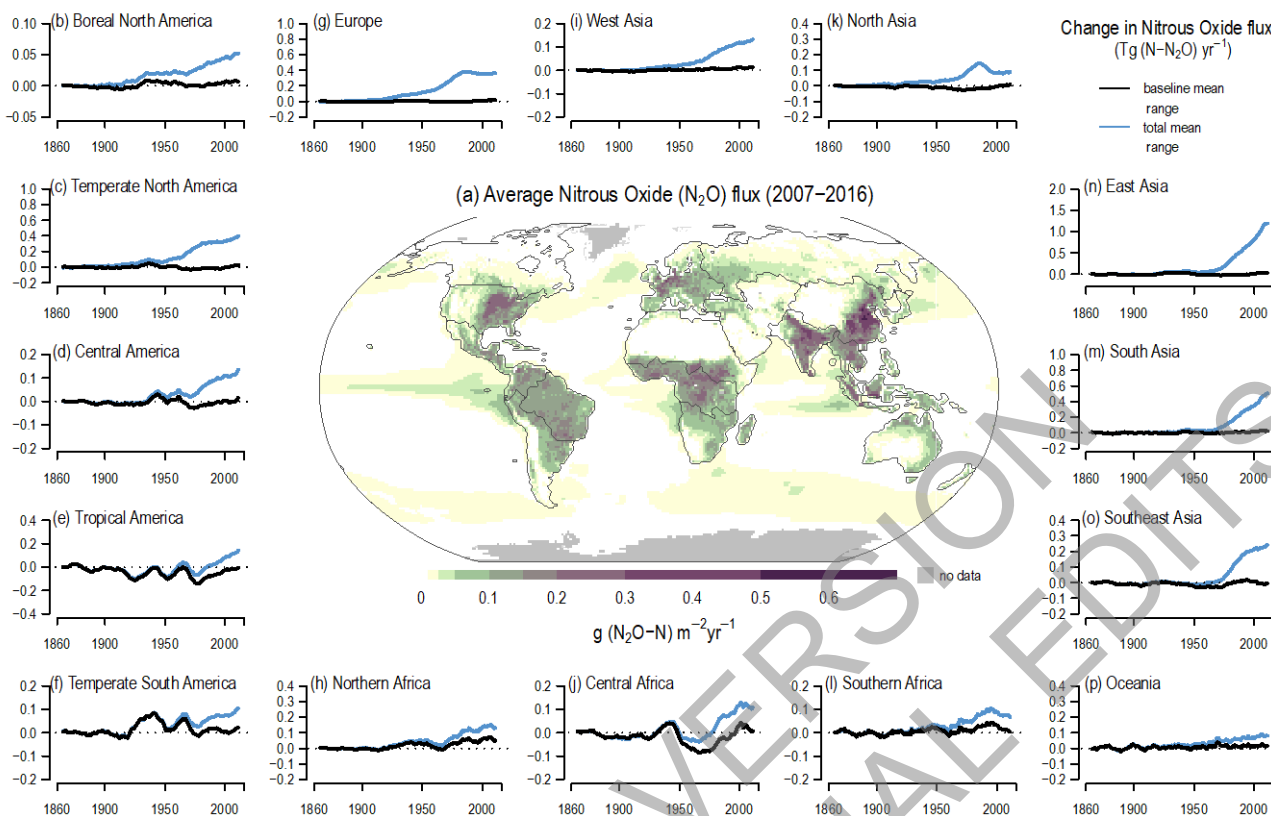 (b) Boreal North America
0.10
0.05
0.00
−0.05
1860 1900 1950 2000
(g) Europe
1.0
0.8
0.6
0.4
0.2
0.0
−0.2
1860 1900 1950 2000
(i) West Asia
0.2
0.1
0.0
−0.1
−0.2
1860 1900 1950 2000
(k) North Asia
0.4
0.3
0.2
0.1
0.0
−0.1
−0.2
1860 1900 1950 2000
Change in Nitrous Oxide flux
(Tg (N−N₂O) yr⁻¹)
baseline mean
range
total mean
range
(c) Temperate North America
1.0
0.8
0.6
0.4
0.2
0.0
−0.2
1860 1900 1950 2000
(a) Average Nitrous Oxide (N₂O) flux (2007−2016)
(n) East Asia
2.0
1.5
1.0
0.5
0.0
1860 1900 1950 2000
(d) Central America
0.2
0.1
0.0
−0.1
−0.2
1860 1900 1950 2000
(m) South Asia
1.0
0.8
0.6
0.4
0.2
0.0
−0.2
1860 1900 1950 2000
(e) Tropical America
0.4
0.2
0.0
−0.2
−0.4
1860 1900 1950 2000
(o) Southeast Asia
0.4
0.3
0.2
0.1
0.0
−0.1
−0.2
1860 1900 1950 2000
no data
0 0.1 0.2 0.3 0.4 0.5 0.6
g (N₂O−N) m⁻²yr⁻¹
(f) Temperate South America
0.2
0.1
0.0
−0.1
−0.2
1860 1900 1950 2000
(h) Northern Africa
0.4
0.3
0.2
0.1
0.0
−0.1
−0.2
1860 1900 1950 2000
(j) Central Africa
0.2
0.1
0.0
−0.1
−0.2
1860 1900 1950 2000
(l) Southern Africa
0.2
0.1
0.0
−0.1
−0.2
1860 1900 1950 2000
(p) Oceania
0.4
0.3
0.2
0.1
0.0
−0.1
−0.2
1860 1900 1950 2000
VERSION
EDITS